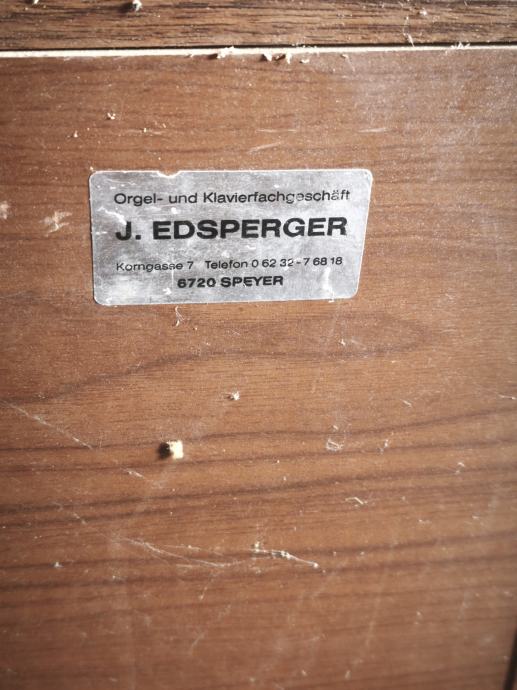 Orgel- und Klavierfachgeschäft
J. EDSPERGER
Korngasse 7 Telefon 0 62 32 - 7 68 18
6720 SPEYER